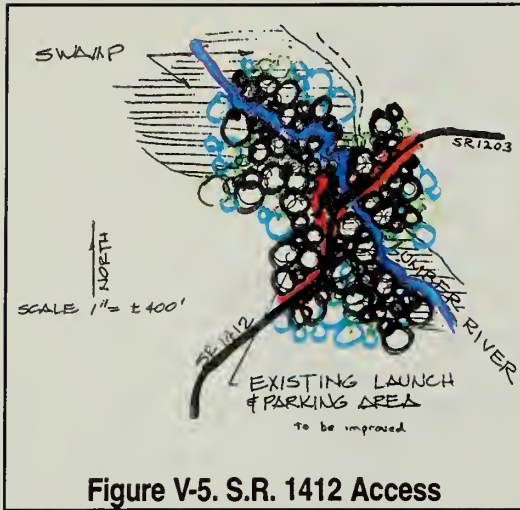 SWAMP
SR1203
NORTH
SCALE 1"= ±400'
LUMBER RIVER
SR 1412
EXISTING LAUNCH
& PARKING AREA
to be improved
Figure V-5. S.R. 1412 Access